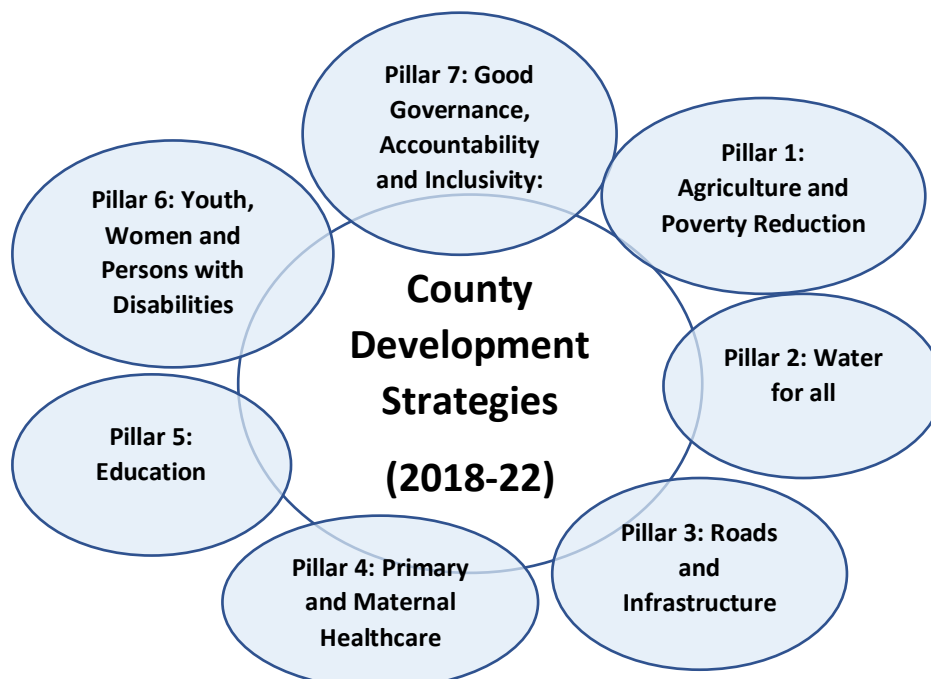 Pillar 7: Good
Governance,
Accountability
and Inclusivity:
Pillar 1:
Agriculture and
Poverty Reduction
Pillar 6: Youth,
Women and
Persons with
Disabilities
County
Development
Strategies
(2018-22)
Pillar 2: Water
for all
Pillar 5:
Education
Pillar 3: Roads
and
Infrastructure
Pillar 4: Primary
and Maternal
Healthcare